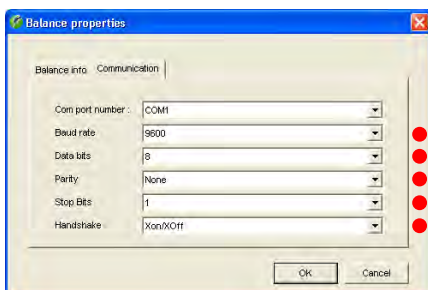 Balance properties
Balance info Communication
Com port number : COM1
Baud rate 9600
Data bits 8
Parity None
Stop Bits 1
Handshake Xon/XOff
OK Cancel